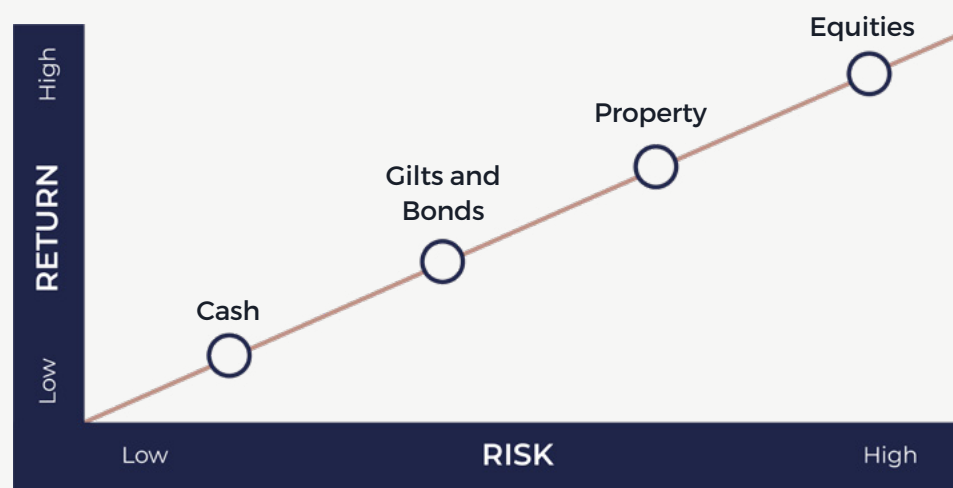 Equities
High
Property
Gilts and
Bonds
RETURN
Cash
Low
Low
RISK
High